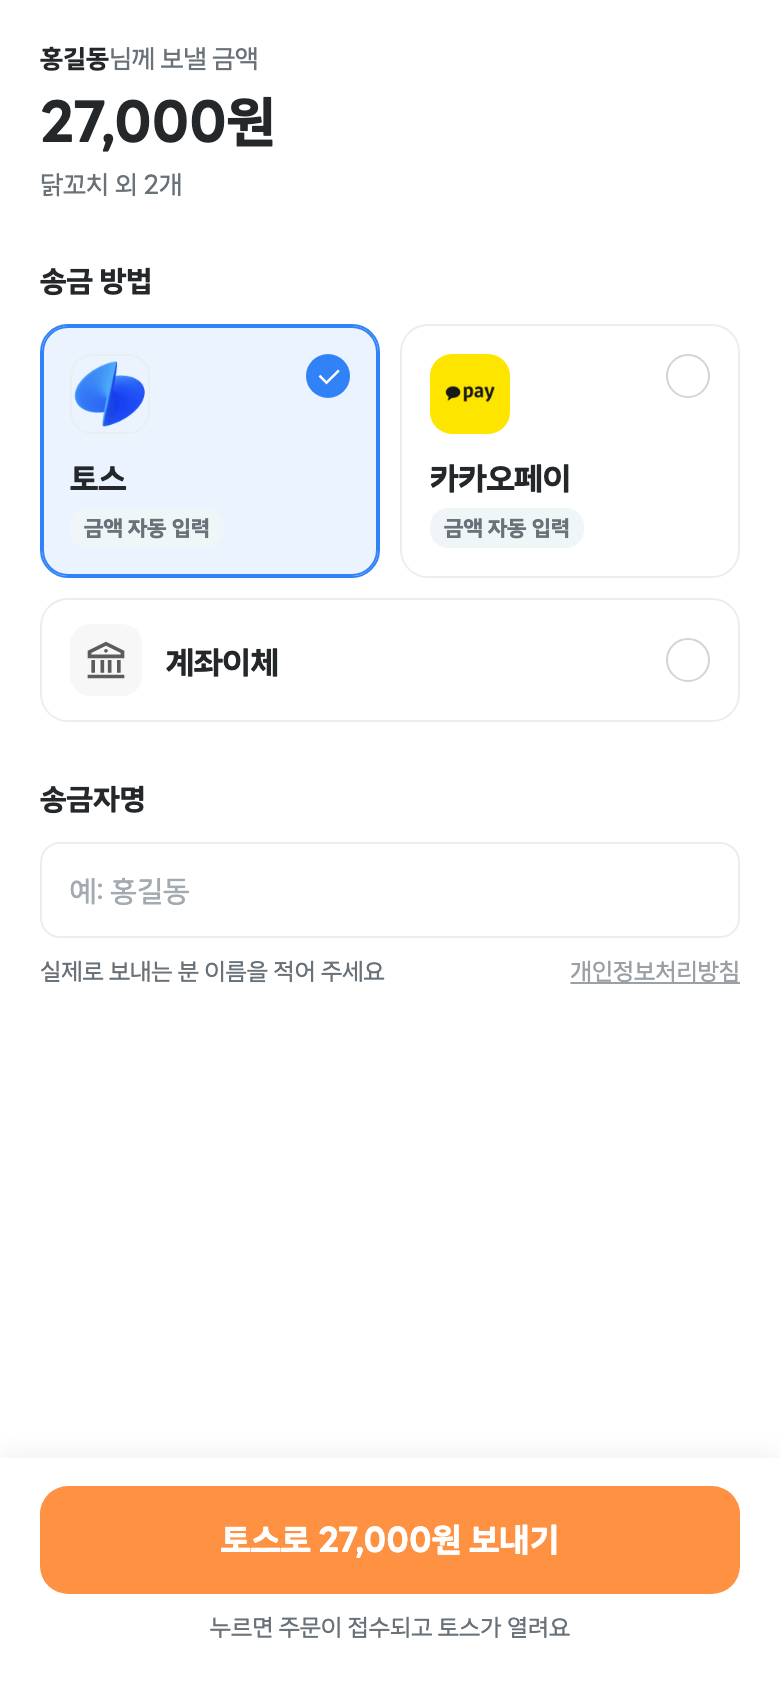 홍길동님께 보낼 금액
27,000원
닭꼬치 외 2개
송금 방법
pay
토스
카카오페이
금액 자동 입력
금액 자동 입력
계좌이체
송금자명
예: 홍길동
실제로 보내는 분 이름을 적어 주세요
개인정보처리방침
토스로 27,000원 보내기
누르면 주문이 접수되고 토스가 열려요